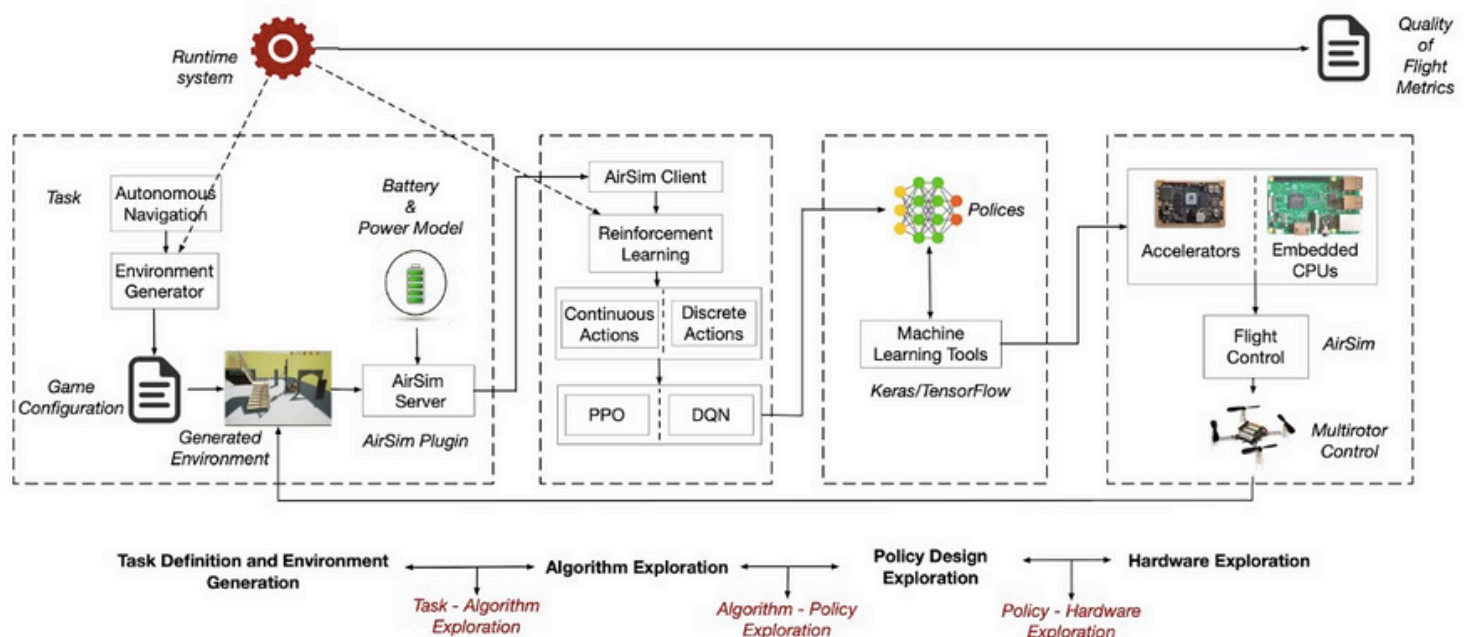 Runtime
system
Quality
of
Flight
Metrics
Task
Autonomous
Navigation
Environment
Generator
Game
Configuration
Generated
Environment
Battery
&
Power Model
AirSim
Server
AirSim Plugin
AirSim Client
Reinforcement
Learning
Continuous
Actions
Discrete
Actions
PPO
DQN
Polices
Machine
Learning Tools
Keras/TensorFlow
Accelerators
Embedded
CPUs
Flight
Control
AirSim
Multirotor
Control
Task Definition and Environment
Generation
Algorithm Exploration
Policy Design
Exploration
Hardware Exploration
Task - Algorithm
Exploration
Algorithm - Policy
Exploration
Policy - Hardware
Exploration